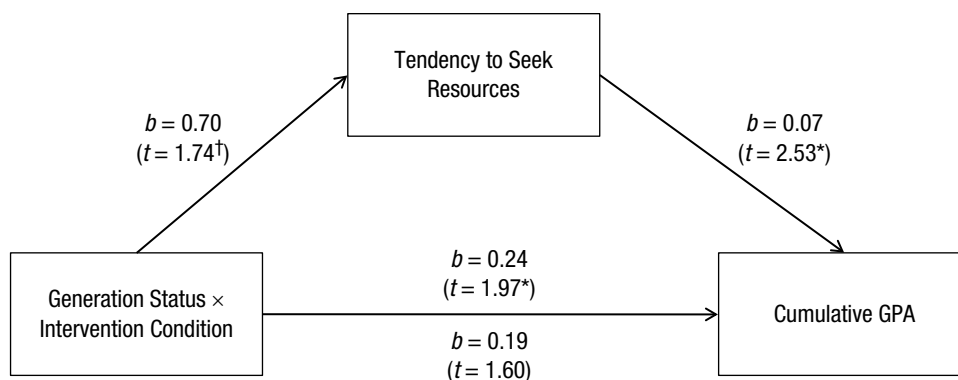 Tendency to Seek
Resources
b = 0.70
(t = 1.74†)
b = 0.07
(t = 2.53*)
Generation Status ×
Intervention Condition
b = 0.24
(t = 1.97*)
b = 0.19
(t = 1.60)
Cumulative GPA